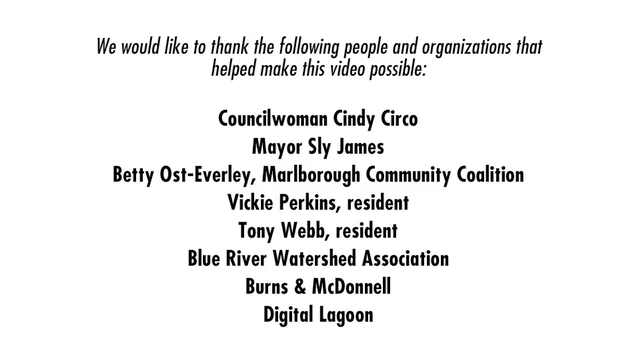 We would like to thank the following people and organizations that
helped make this video possible:
Councilwoman Cindy Circo
Mayor Sly James
Betty Ost-Everley, Marlborough Community Coalition
Vickie Perkins, resident
Tony Webb, resident
Blue River Watershed Association
Burns & McDonnell
Digital Lagoon